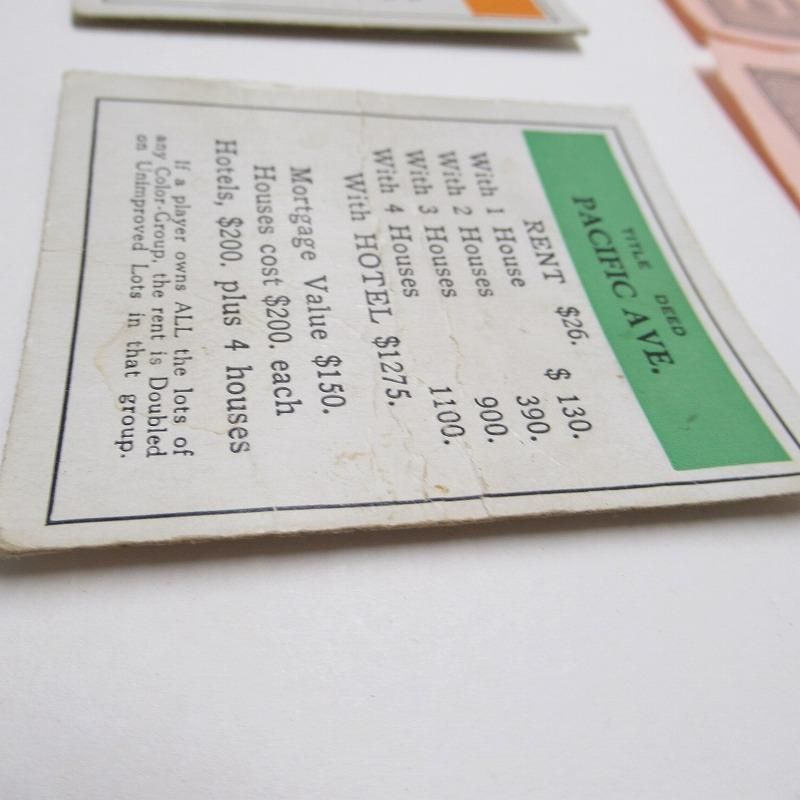 TITLE DEED
PACIFIC AVE.
RENT $26.
With 1 House $ 130.
With 2 Houses 390.
With 3 Houses 900.
With 4 Houses 1100.
With HOTEL $1275.
Mortgage Value $150.
Houses cost $200. each
Hotels, $200. plus 4 houses
If a player owns ALL the lots of
any Color-Group, the rent is Doubled
on Unimproved Lots in that group.